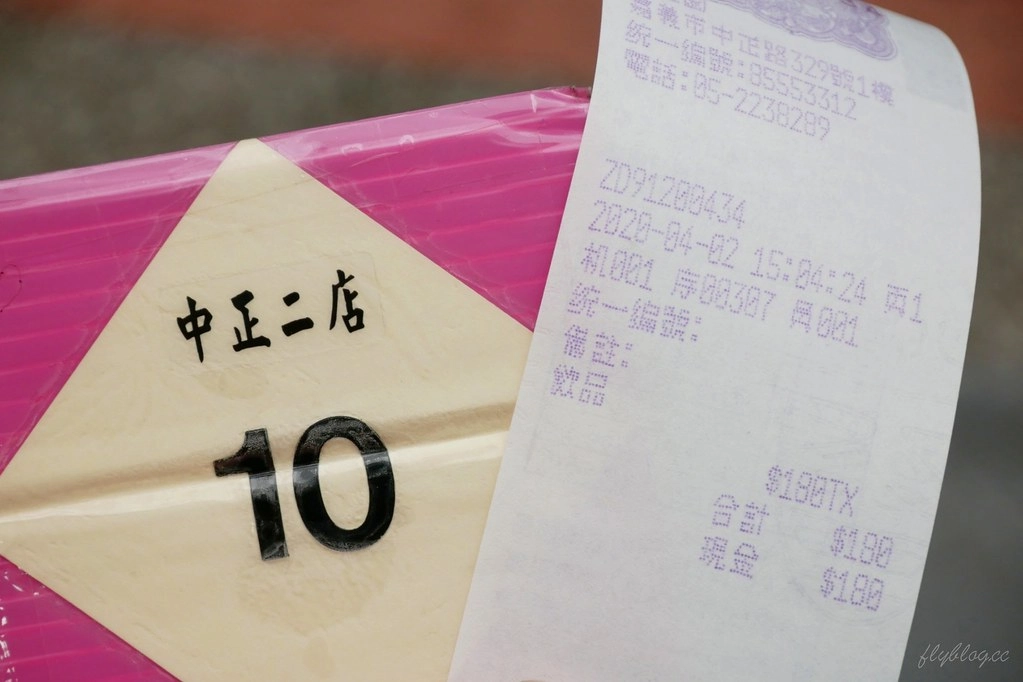 中正二店
10
嘉義市中正路329號1樓
統一編號:85553312
電話:05-2238289
ZD91200434
2020-04-02 15:04:24 頁1
机001 序00307 員001
統一編號:
備註:
飲品
$180TX
合計 $180
現金 $180
flyblog.cc